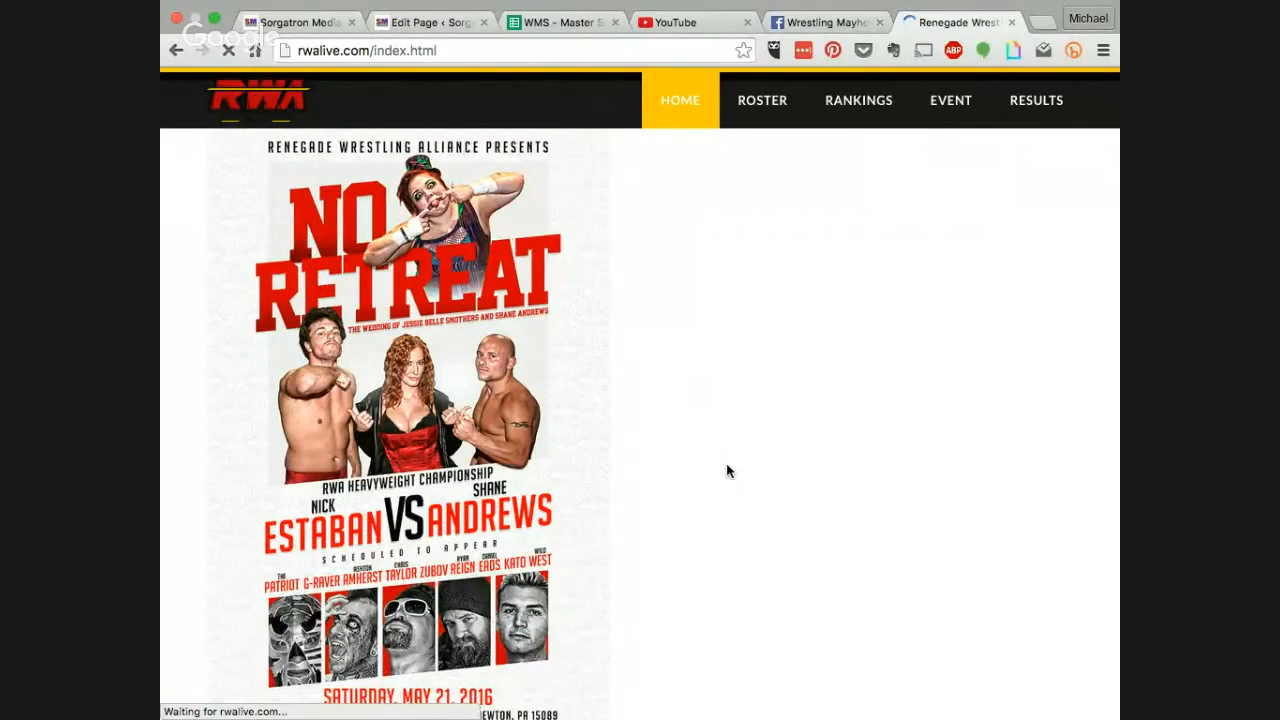 Sorgatron Media
Edit Page ‹ Sorg
WMS - Master S
YouTube
Wrestling Mayhe
Renegade Wrest
Michael
Google
rwalive.com/index.html
ABP
RWA
HOME
ROSTER
RANKINGS
EVENT
RESULTS
RENEGADE WRESTLING ALLIANCE PRESENTS
NO
RETREAT
THE WEDDING OF JESSIE BELLE SMOTHERS AND SHANE ANDREWS
RWA HEAVYWEIGHT CHAMPIONSHIP
NICK
ESTABAN VS SHANE
ANDREWS
SCHEDULED TO APPEAR
THE
PATRIOT
G-RAVER
ASHTON
AMHERST
CHRIS
TAYLOR
ZUBOV
RYAN
REIGN
DANIEL
EADS
KATO
WILD
WEST
SATURDAY, MAY 21, 2016
EWTON, PA 15089
Waiting for rwalive.com...